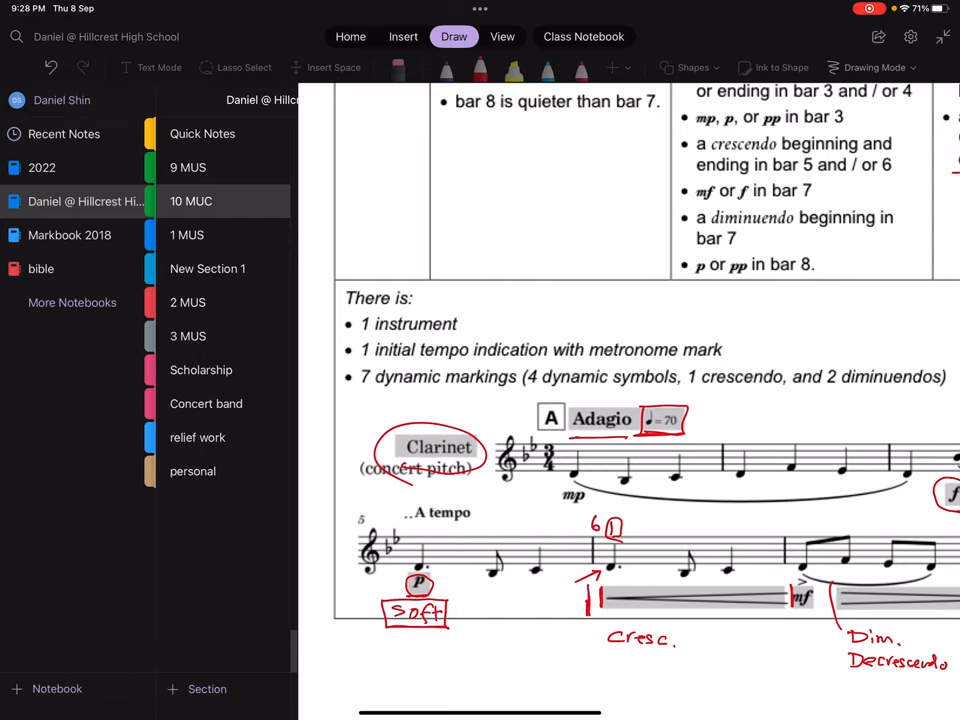 9:28 PM Thu 8 Sep
71%
Daniel @ Hillcrest High School
Home Insert Draw View Class Notebook
Text Mode Lasso Select Insert Space Shapes Ink to Shape Drawing Mode
DS Daniel Shin
Recent Notes
2022
Daniel @ Hillcrest Hi...
Markbook 2018
bible
More Notebooks
Notebook
Daniel @ Hillcr
Quick Notes
9 MUS
10 MUC
1 MUS
New Section 1
2 MUS
3 MUS
Scholarship
Concert band
relief work
personal
Section
• bar 8 is quieter than bar 7.
or ending in bar 3 and / or 4
• mp, p, or pp in bar 3
• a crescendo beginning and
ending in bar 5 and / or 6
• mf or f in bar 7
• a diminuendo beginning in
bar 7
• p or pp in bar 8.
There is:
• 1 instrument
• 1 initial tempo indication with metronome mark
• 7 dynamic markings (4 dynamic symbols, 1 crescendo, and 2 diminuendos)
A Adagio ♩=70
Clarinet
(concert pitch)
3
4
mp
f
5
..A tempo
6 1
p
mf
soft
Cresc.
Dim.
Decrescendo